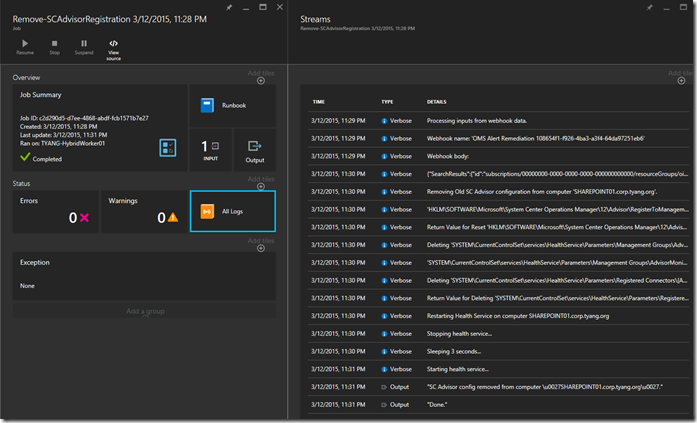 Remove-SCAdvisorRegistration 3/12/2015, 11:28 PM
Job
Resume
Stop
Suspend
View source
Overview
Add tiles
Job Summary
Job ID: c2d290d5-d7ee-4868-abdf-fcb1571b7e27
Created: 3/12/2015, 11:28 PM
Last update: 3/12/2015, 11:31 PM
Ran on: TYANG-HybridWorker01
Completed
Runbook
1
INPUT
Output
Status
Add tiles
Errors
0
Warnings
0
All Logs
Add tiles
Exception
None
Add a group
Streams
Remove-SCAdvisorRegistration 3/12/2015, 11:28 PM
Add tiles
TIME TYPE DETAILS
3/12/2015, 11:29 PM Verbose Processing inputs from webhook data.
3/12/2015, 11:29 PM Verbose Webhook name: 'OMS Alert Remediation 108654f1-f926-4ba3-a3f4-64da97251eb6'
3/12/2015, 11:29 PM Verbose Webhook body:
3/12/2015, 11:29 PM Verbose {"SearchResults":{"id":"subscriptions/00000000-0000-0000-0000-000000000000/resourceGroups/oi...
3/12/2015, 11:30 PM Verbose Removing Old SC Advisor configuration from computer 'SHAREPOINT01.corp.tyang.org'.
3/12/2015, 11:30 PM Verbose 'HKLM\SOFTWARE\Microsoft\System Center Operations Manager\12\Advisor\RegisterToManagem...
3/12/2015, 11:30 PM Verbose Return Value for Reset 'HKLM\SOFTWARE\Microsoft\System Center Operations Manager\12\Advis...
3/12/2015, 11:30 PM Verbose Deleting 'SYSTEM\CurrentControlSet\services\HealthService\Parameters\Management Groups\Adv...
3/12/2015, 11:30 PM Verbose 'SYSTEM\CurrentControlSet\services\HealthService\Parameters\Management Groups\AdvisorMoni...
3/12/2015, 11:30 PM Verbose Deleting 'SYSTEM\CurrentControlSet\services\HealthService\Parameters\Registered Connectors\[A...
3/12/2015, 11:30 PM Verbose Return Value for Deleting 'SYSTEM\CurrentControlSet\services\HealthService\Parameters\Registere...
3/12/2015, 11:30 PM Verbose Restarting Health Service on computer SHAREPOINT01.corp.tyang.org
3/12/2015, 11:30 PM Verbose Stopping health service...
3/12/2015, 11:30 PM Verbose Sleeping 3 seconds...
3/12/2015, 11:31 PM Verbose Starting health service...
3/12/2015, 11:31 PM Output "SC Advisor config removed from computer \u0027SHAREPOINT01.corp.tyang.org\u0027."
3/12/2015, 11:31 PM Output "Done."